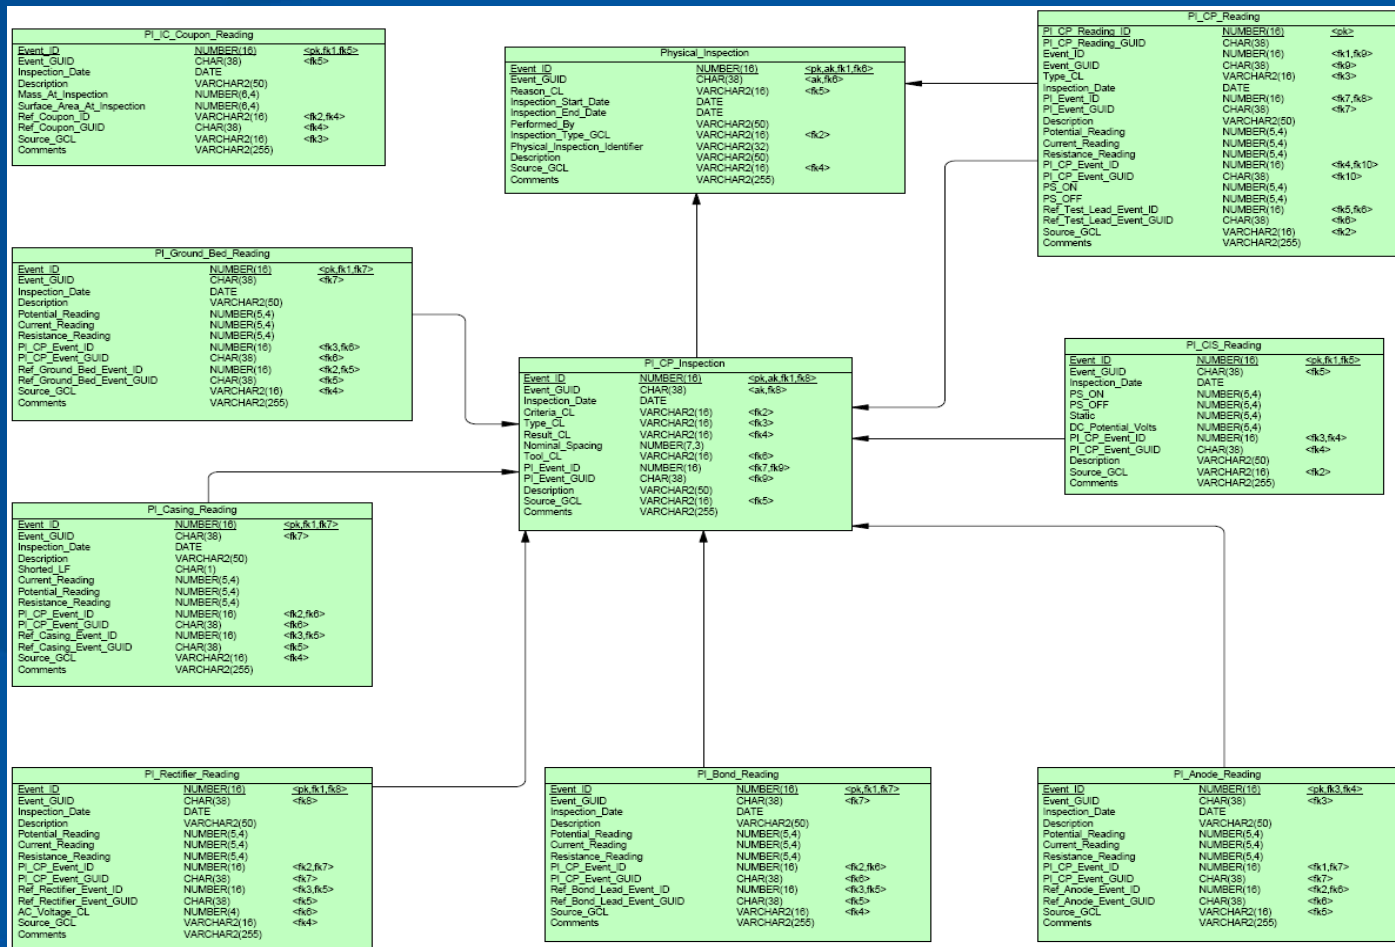 PI_IC_Coupon_Reading
Event_ID NUMBER(16) <pk,fk1,fk5>
Event_GUID CHAR(38) <fk5>
Inspection_Date DATE
Description VARCHAR2(50)
Mass_At_Inspection NUMBER(6,4)
Surface_Area_At_Inspection NUMBER(6,4)
Ref_Coupon_ID VARCHAR2(16) <fk2,fk4>
Ref_Coupon_GUID CHAR(38) <fk4>
Source_GCL VARCHAR2(16) <fk3>
Comments VARCHAR2(255)
Physical_Inspection
Event_ID NUMBER(16) <pk,ak,fk1,fk6>
Event_GUID CHAR(38) <ak,fk6>
Reason_CL VARCHAR2(16) <fk5>
Inspection_Start_Date DATE
Inspection_End_Date DATE
Performed_By VARCHAR2(50)
Inspection_Type_GCL VARCHAR2(16) <fk2>
Physical_Inspection_Identifier VARCHAR2(32)
Description VARCHAR2(50)
Source_GCL VARCHAR2(16) <fk4>
Comments VARCHAR2(255)
PI_CP_Reading
PI_CP_Reading_ID NUMBER(16) <pk>
PI_CP_Reading_GUID CHAR(38)
Event_ID NUMBER(16) <fk1,fk9>
Event_GUID CHAR(38) <fk9>
Type_CL VARCHAR2(16) <fk3>
Inspection_Date DATE
PI_Event_ID NUMBER(16) <fk7,fk8>
PI_Event_GUID CHAR(38) <fk7>
Description VARCHAR2(50)
Potential_Reading NUMBER(5,4)
Current_Reading NUMBER(5,4)
Resistance_Reading NUMBER(5,4)
PI_CP_Event_ID NUMBER(16) <fk4,fk10>
PI_CP_Event_GUID CHAR(38) <fk10>
PS_ON NUMBER(5,4)
PS_OFF NUMBER(5,4)
Ref_Test_Lead_Event_ID NUMBER(16) <fk5,fk6>
Ref_Test_Lead_Event_GUID CHAR(38) <fk6>
Source_GCL VARCHAR2(16) <fk2>
Comments VARCHAR2(255)
PI_Ground_Bed_Reading
Event_ID NUMBER(16) <pk,fk1,fk7>
Event_GUID CHAR(38) <fk7>
Inspection_Date DATE
Description VARCHAR2(50)
Potential_Reading NUMBER(5,4)
Current_Reading NUMBER(5,4)
Resistance_Reading NUMBER(5,4)
PI_CP_Event_ID NUMBER(16) <fk3,fk6>
PI_CP_Event_GUID CHAR(38) <fk6>
Ref_Ground_Bed_Event_ID NUMBER(16) <fk2,fk5>
Ref_Ground_Bed_Event_GUID CHAR(38) <fk5>
Source_GCL VARCHAR2(16) <fk4>
Comments VARCHAR2(255)
PI_CP_Inspection
Event_ID NUMBER(16) <pk,ak,fk1,fk8>
Event_GUID CHAR(38) <ak,fk8>
Inspection_Date DATE
Criteria_CL VARCHAR2(16) <fk2>
Type_CL VARCHAR2(16) <fk3>
Result_CL VARCHAR2(16) <fk4>
Nominal_Spacing NUMBER(7,3)
Tool_CL VARCHAR2(16) <fk6>
PI_Event_ID NUMBER(16) <fk7,fk9>
PI_Event_GUID CHAR(38) <fk9>
Description VARCHAR2(50)
Source_GCL VARCHAR2(16) <fk5>
Comments VARCHAR2(255)
PI_CIS_Reading
Event_ID NUMBER(16) <pk,fk1,fk5>
Event_GUID CHAR(38) <fk5>
Inspection_Date DATE
PS_ON NUMBER(5,4)
PS_OFF NUMBER(5,4)
Static NUMBER(5,4)
DC_Potential_Volts NUMBER(5,4)
PI_CP_Event_ID NUMBER(16) <fk3,fk4>
PI_CP_Event_GUID CHAR(38) <fk4>
Description VARCHAR2(50)
Source_GCL VARCHAR2(16) <fk2>
Comments VARCHAR2(255)
PI_Casing_Reading
Event_ID NUMBER(16) <pk,fk1,fk7>
Event_GUID CHAR(38) <fk7>
Inspection_Date DATE
Description VARCHAR2(50)
Shorted_LF CHAR(1)
Current_Reading NUMBER(5,4)
Potential_Reading NUMBER(5,4)
Resistance_Reading NUMBER(5,4)
PI_CP_Event_ID NUMBER(16) <fk2,fk6>
PI_CP_Event_GUID CHAR(38) <fk6>
Ref_Casing_Event_ID NUMBER(16) <fk3,fk5>
Ref_Casing_Event_GUID CHAR(38) <fk5>
Source_GCL VARCHAR2(16) <fk4>
Comments VARCHAR2(255)
PI_Rectifier_Reading
Event_ID NUMBER(16) <pk,fk1,fk8>
Event_GUID CHAR(38) <fk8>
Inspection_Date DATE
Description VARCHAR2(50)
Potential_Reading NUMBER(5,4)
Current_Reading NUMBER(5,4)
Resistance_Reading NUMBER(5,4)
PI_CP_Event_ID NUMBER(16) <fk2,fk7>
PI_CP_Event_GUID CHAR(38) <fk7>
Ref_Rectifier_Event_ID NUMBER(16) <fk3,fk5>
Ref_Rectifier_Event_GUID CHAR(38) <fk5>
AC_Voltage_CL NUMBER(4) <fk6>
Source_GCL VARCHAR2(16) <fk4>
Comments VARCHAR2(255)
PI_Bond_Reading
Event_ID NUMBER(16) <pk,fk1,fk7>
Event_GUID CHAR(38) <fk7>
Inspection_Date DATE
Description VARCHAR2(50)
Potential_Reading NUMBER(5,4)
Current_Reading NUMBER(5,4)
Resistance_Reading NUMBER(5,4)
PI_CP_Event_ID NUMBER(16) <fk2,fk6>
PI_CP_Event_GUID CHAR(38) <fk6>
Ref_Bond_Lead_Event_ID NUMBER(16) <fk3,fk5>
Ref_Bond_Lead_Event_GUID CHAR(38) <fk5>
Source_GCL VARCHAR2(16) <fk4>
Comments VARCHAR2(255)
PI_Anode_Reading
Event_ID NUMBER(16) <pk,fk3,fk4>
Event_GUID CHAR(38) <fk3>
Inspection_Date DATE
Description VARCHAR2(50)
Potential_Reading NUMBER(5,4)
Current_Reading NUMBER(5,4)
Resistance_Reading NUMBER(5,4)
PI_CP_Event_ID NUMBER(16) <fk1,fk7>
PI_CP_Event_GUID CHAR(38) <fk7>
Ref_Anode_Event_ID NUMBER(16) <fk2,fk6>
Ref_Anode_Event_GUID CHAR(38) <fk6>
Source_GCL VARCHAR2(16) <fk5>
Comments VARCHAR2(255)